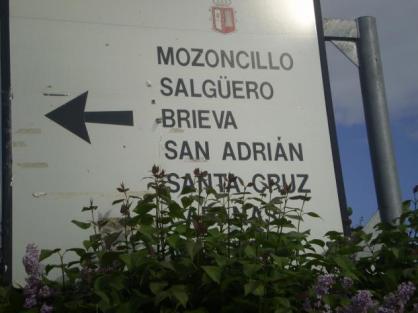 MOZONCILLO
SALGÜERO
BRIEVA
SAN ADRIÁN
SANTA CRUZ